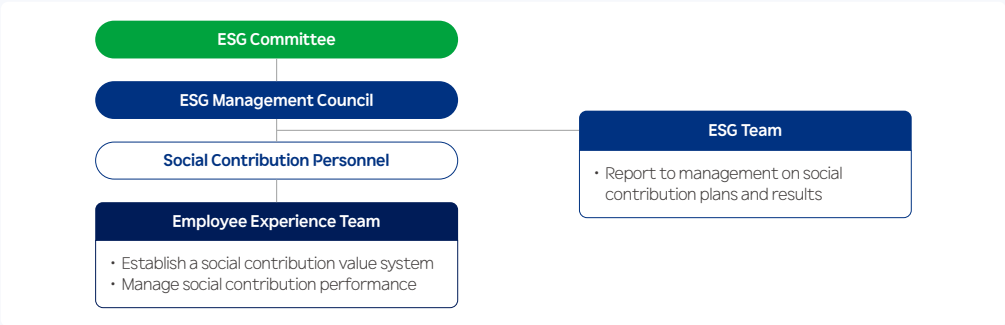 ESG Committee
ESG Management Council
ESG Team
• Report to management on social
contribution plans and results
Social Contribution Personnel
Employee Experience Team
• Establish a social contribution value system
• Manage social contribution performance